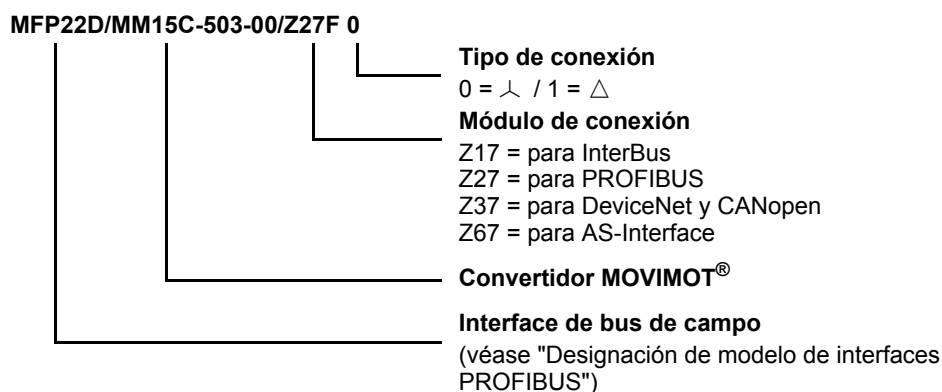 MFP22D/MM15C-503-00/Z27F 0
Tipo de conexión
0 = ⅄ / 1 = △
Módulo de conexión
Z17 = para InterBus
Z27 = para PROFIBUS
Z37 = para DeviceNet y CANopen
Z67 = para AS-Interface
Convertidor MOVIMOT®
Interface de bus de campo
(véase "Designación de modelo de interfaces
PROFIBUS")